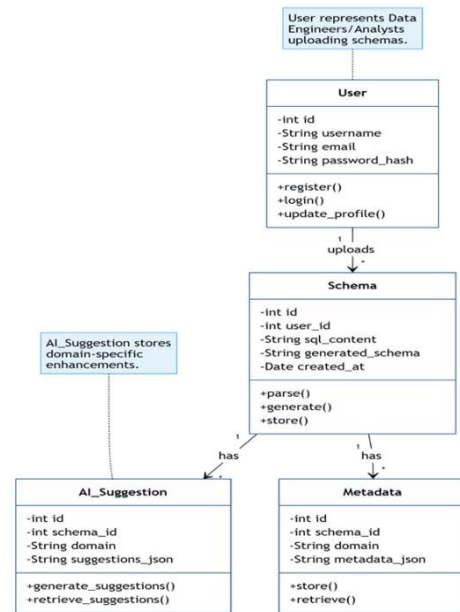 User represents Data
Engineers/Analysts
uploading schemas.
User
-int id
-String username
-String email
-String password_hash
+register()
+login()
+update_profile()
1
uploads
*
Schema
-int id
-int user_id
-String sql_content
-String generated_schema
-Date created_at
+parse()
+generate()
+store()
AI_Suggestion stores
domain-specific
enhancements.
1
has
*
1
has
*
AI_Suggestion
-int id
-int schema_id
-String domain
-String suggestions_json
+generate_suggestions()
+retrieve_suggestions()
Metadata
-int id
-int schema_id
-String domain
-String metadata_json
+store()
+retrieve()